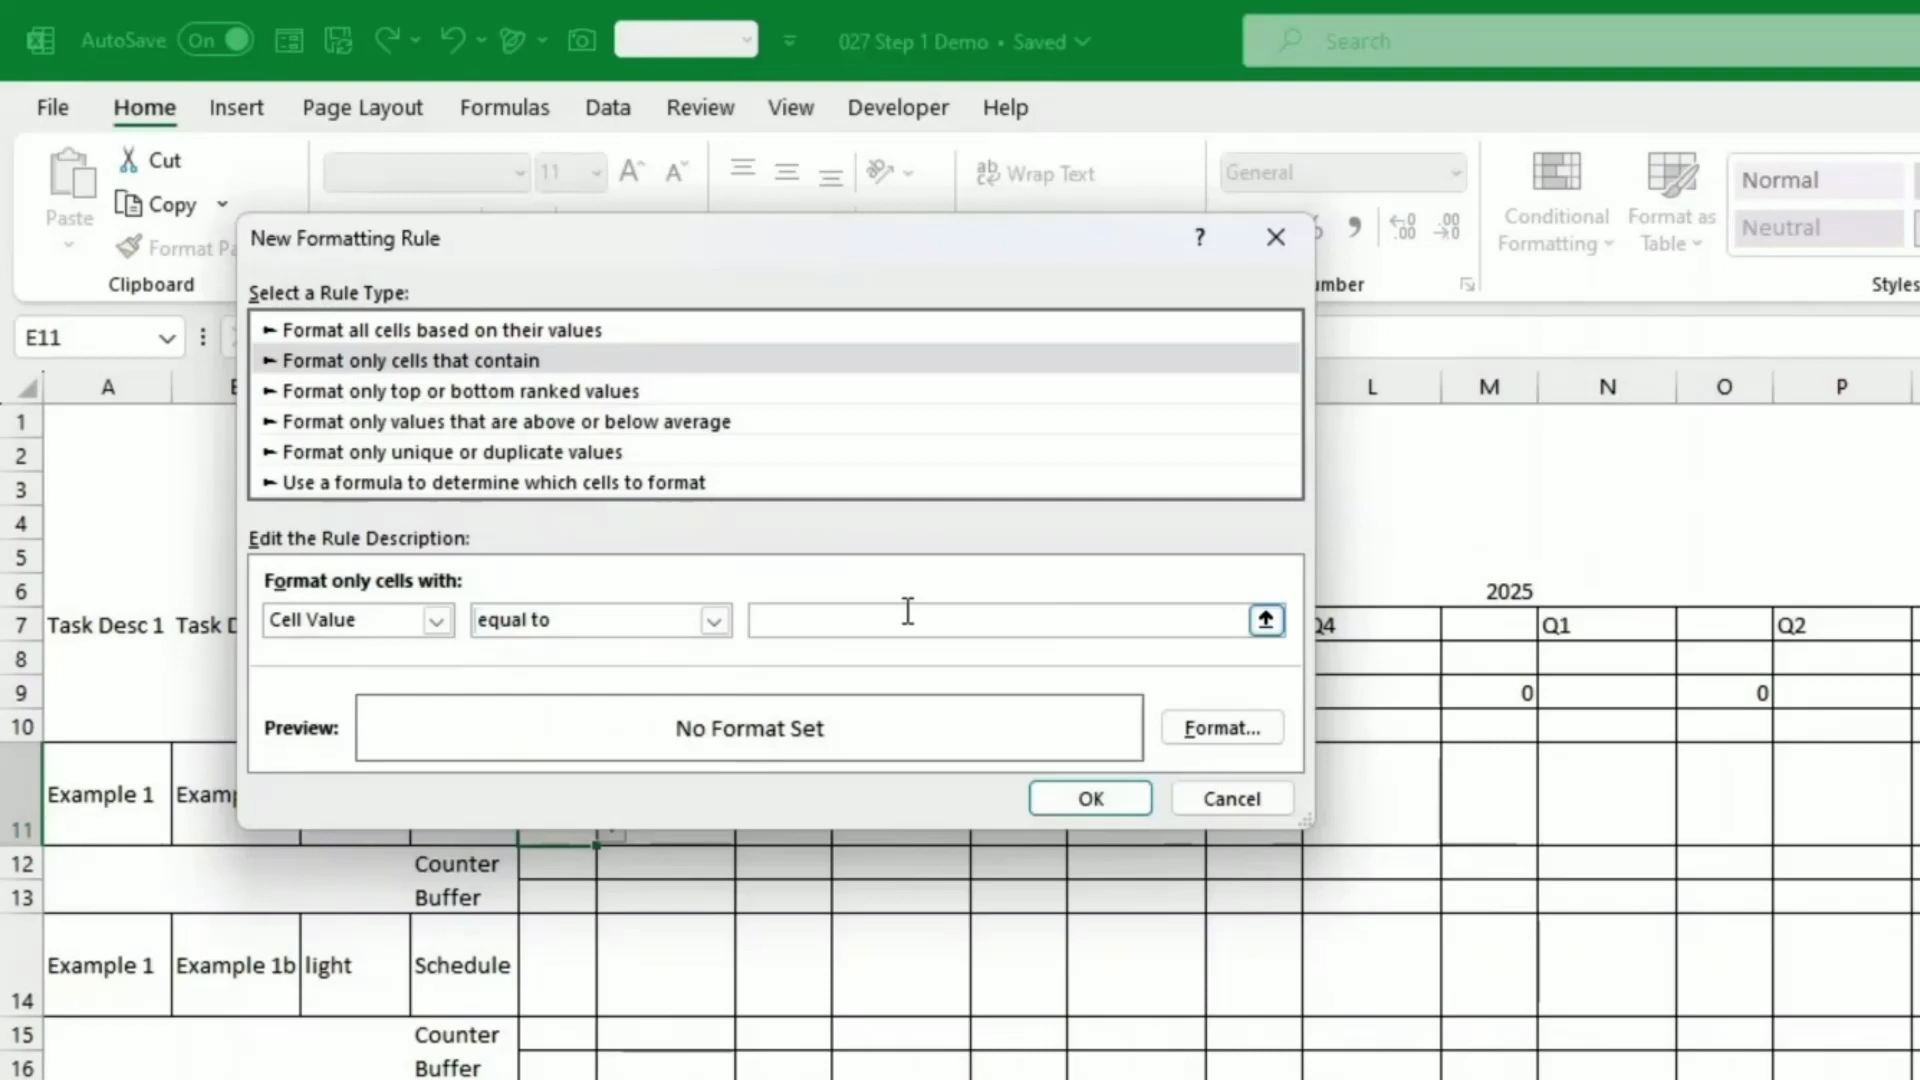 AutoSave On 027 Step 1 Demo • Saved Search
File Home Insert Page Layout Formulas Data Review View Developer Help
Cut
Paste
Copy
Clipboard
11 A A
ab Wrap Text
General
Conditional Formatting
Format as Table
Normal
Neutral
Styles
New Formatting Rule ? ×
Select a Rule Type:
► Format all cells based on their values
► Format only cells that contain
► Format only top or bottom ranked values
► Format only values that are above or below average
► Format only unique or duplicate values
► Use a formula to determine which cells to format
Edit the Rule Description:
Format only cells with:
Cell Value equal to
Preview: No Format Set Format...
OK Cancel
E11
A L M N O P
1
2
3
4
5
6 2025
7 Task Desc 1 Q4 Q1 Q2
8
9 0 0
10
11 Example 1
12 Counter
13 Buffer
14 Example 1 Example 1b light Schedule
15 Counter
16 Buffer